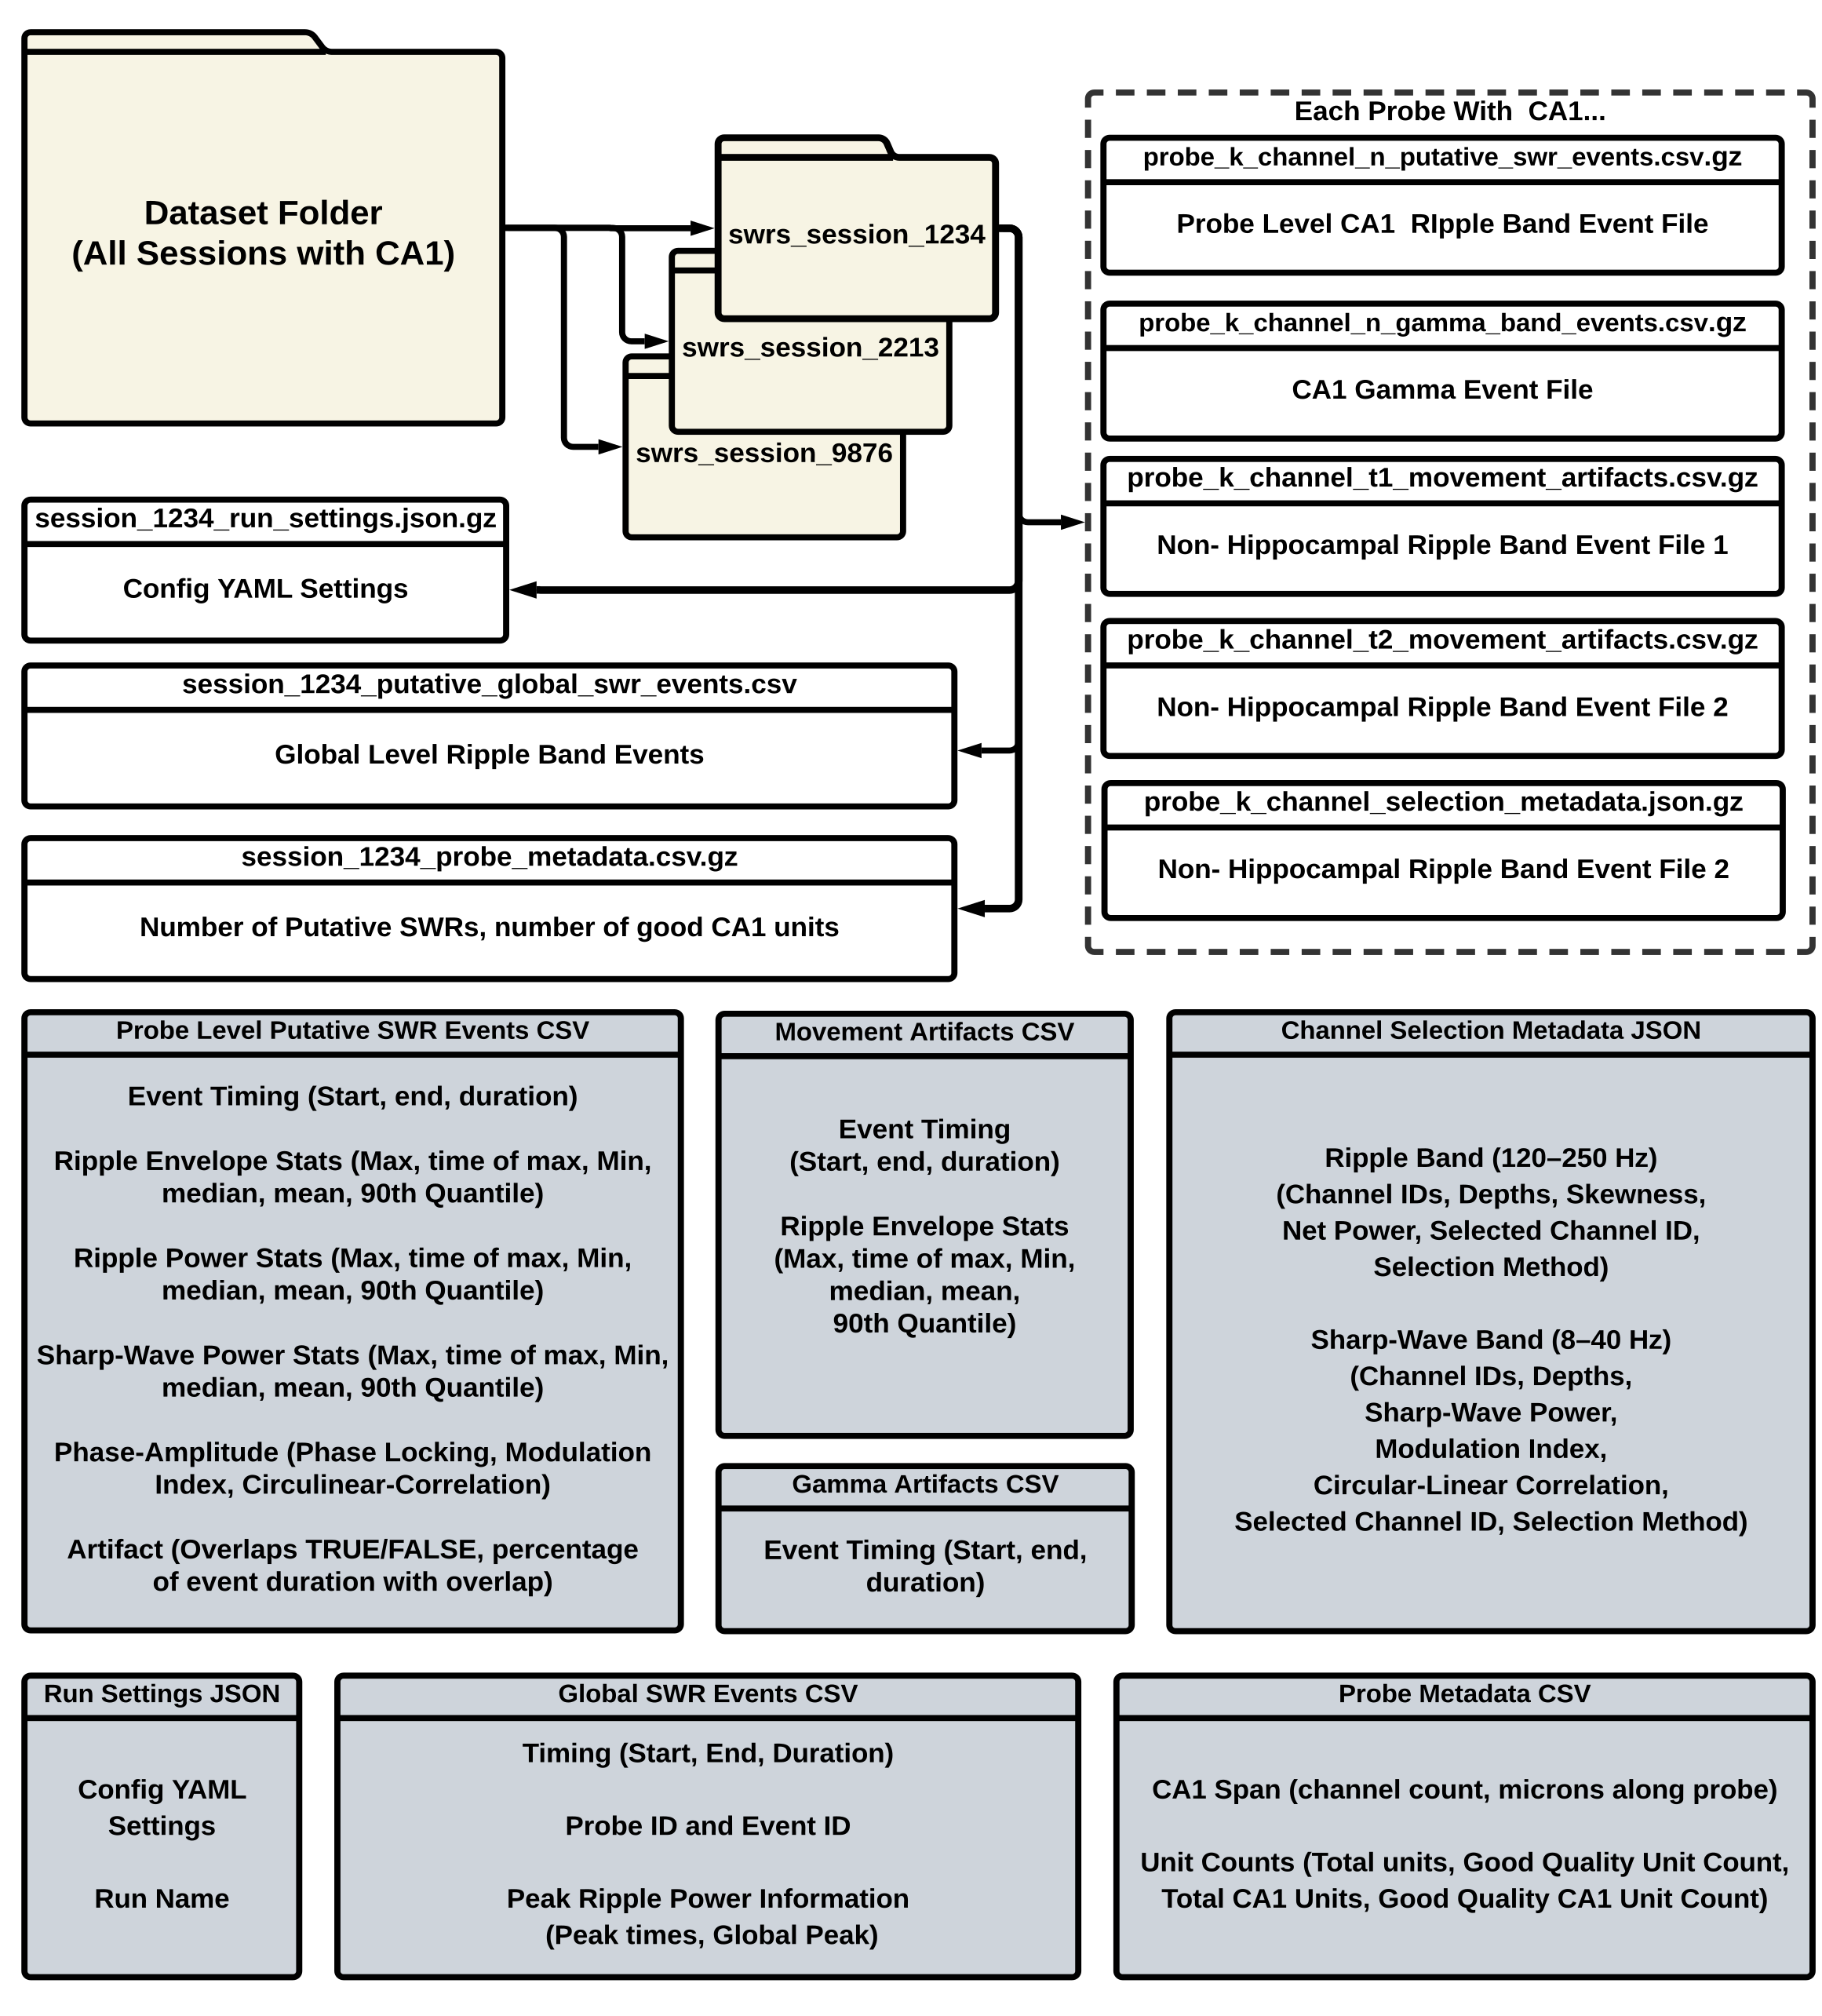 Dataset Folder
(All Sessions with CA1)
swrs_session_1234
swrs_session_2213
swrs_session_9876
session_1234_run_settings.json.gz
Config YAML Settings
session_1234_putative_global_swr_events.csv
Global Level Ripple Band Events
session_1234_probe_metadata.csv.gz
Number of Putative SWRs, number of good CA1 units
Each Probe With  CA1...
probe_k_channel_n_putative_swr_events.csv.gz
Probe Level CA1  RIpple Band Event File
probe_k_channel_n_gamma_band_events.csv.gz
CA1 Gamma Event File
probe_k_channel_t1_movement_artifacts.csv.gz
Non- Hippocampal Ripple Band Event File 1
probe_k_channel_t2_movement_artifacts.csv.gz
Non- Hippocampal Ripple Band Event File 2
probe_k_channel_selection_metadata.json.gz
Non- Hippocampal Ripple Band Event File 2
Probe Level Putative SWR Events CSV
Event Timing (Start, end, duration)
Ripple Envelope Stats (Max, time of max, Min,
median, mean, 90th Quantile)
Ripple Power Stats (Max, time of max, Min,
median, mean, 90th Quantile)
Sharp-Wave Power Stats (Max, time of max, Min,
median, mean, 90th Quantile)
Phase-Amplitude (Phase Locking, Modulation
Index, Circulinear-Correlation)
Artifact (Overlaps TRUE/FALSE, percentage
of event duration with overlap)
Movement Artifacts CSV
Event Timing
(Start, end, duration)
Ripple Envelope Stats
(Max, time of max, Min,
median, mean,
90th Quantile)
Gamma Artifacts CSV
Event Timing (Start, end,
duration)
Channel Selection Metadata JSON
Ripple Band (120–250 Hz)
(Channel IDs, Depths, Skewness,
Net Power, Selected Channel ID,
Selection Method)
Sharp-Wave Band (8–40 Hz)
(Channel IDs, Depths,
Sharp-Wave Power,
Modulation Index,
Circular-Linear Correlation,
Selected Channel ID, Selection Method)
Run Settings JSON
Config YAML
Settings
Run Name
Global SWR Events CSV
Timing (Start, End, Duration)
Probe ID and Event ID
Peak Ripple Power Information
(Peak times, Global Peak)
Probe Metadata CSV
CA1 Span (channel count, microns along probe)
Unit Counts (Total units, Good Quality Unit Count,
Total CA1 Units, Good Quality CA1 Unit Count)